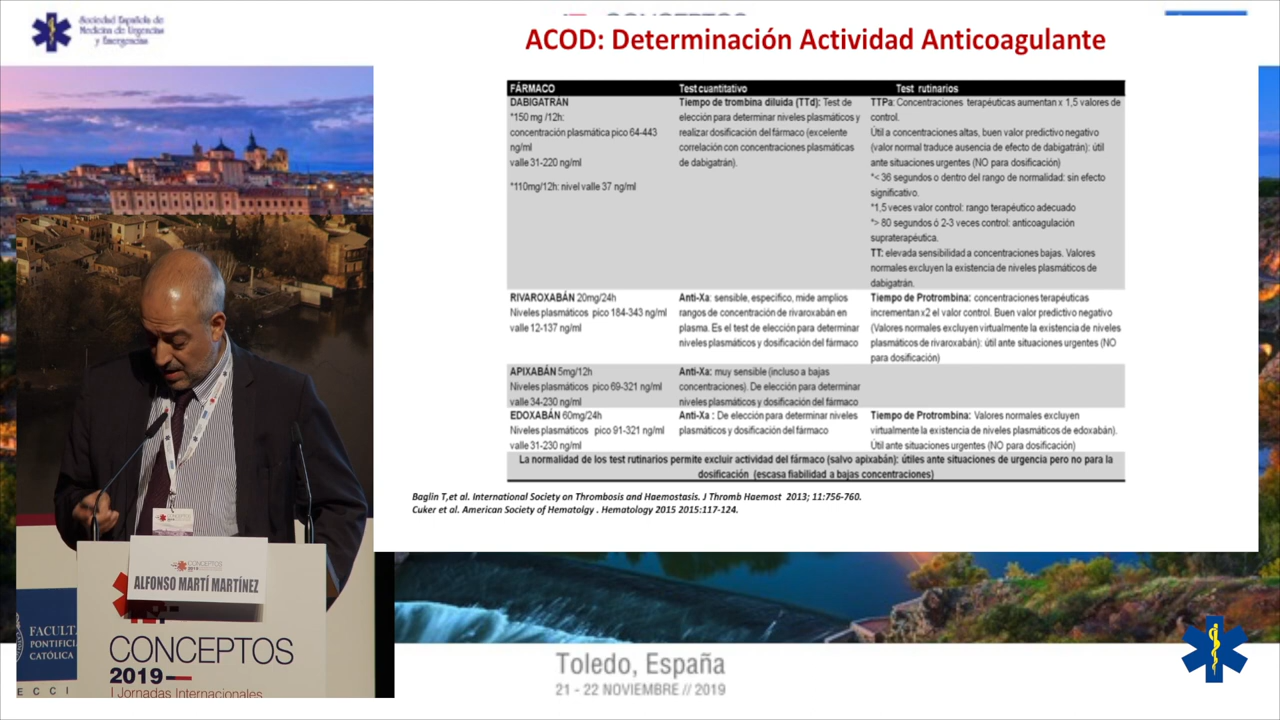 Sociedad Española de
Medicina de Urgencias
y Emergencias
CONCEPTOS
ACOD: Determinación Actividad Anticoagulante
FÁRMACO Test cuantitativo Test rutinarios
DABIGATRÁN
*150 mg /12h:
concentración plasmática pico 64-443
ng/ml
valle 31-220 ng/ml
*110mg/12h: nivel valle 37 ng/ml
Tiempo de trombina diluida (TTd): Test de
elección para determinar niveles plasmáticos y
realizar dosificación del fármaco (excelente
correlación con concentraciones plasmáticas
de dabigatrán).
TTPa: Concentraciones terapéuticas aumentan x 1,5 valores de
control.
Útil a concentraciones altas, buen valor predictivo negativo
(valor normal traduce ausencia de efecto de dabigatrán): útil
ante situaciones urgentes (NO para dosificación)
*< 36 segundos o dentro del rango de normalidad: sin efecto
significativo.
*1,5 veces valor control: rango terapéutico adecuado
*> 80 segundos ó 2-3 veces control: anticoagulación
supraterapéutica.
TT: elevada sensibilidad a concentraciones bajas. Valores
normales excluyen la existencia de niveles plasmáticos de
dabigatrán.
RIVAROXABÁN 20mg/24h
Niveles plasmáticos pico 184-343 ng/ml
valle 12-137 ng/ml
Anti-Xa: sensible, específico, mide amplios
rangos de concentración de rivaroxabán en
plasma. Es el test de elección para determinar
niveles plasmáticos y dosificación del fármaco
Tiempo de Protrombina: concentraciones terapéuticas
incrementan x2 el valor control. Buen valor predictivo negativo
(Valores normales excluyen virtualmente la existencia de niveles
plasmáticos de rivaroxabán): útil ante situaciones urgentes (NO
para dosificación)
APIXABÁN 5mg/12h
Niveles plasmáticos pico 69-321 ng/ml
valle 34-230 ng/ml
Anti-Xa: muy sensible (incluso a bajas
concentraciones). De elección para determinar
niveles plasmáticos y dosificación del fármaco
EDOXABÁN 60mg/24h
Niveles plasmáticos pico 91-321 ng/ml
valle 31-230 ng/ml
Anti-Xa : De elección para determinar niveles
plasmáticos y dosificación del fármaco
Tiempo de Protrombina: Valores normales excluyen
virtualmente la existencia de niveles plasmáticos de edoxabán).
Útil ante situaciones urgentes (NO para dosificación)
La normalidad de los test rutinarios permite excluir actividad del fármaco (salvo apixabán): útiles ante situaciones de urgencia pero no para la
dosificación (escasa fiabilidad a bajas concentraciones)
Baglin T,et al. International Society on Thrombosis and Haemostasis. J Thromb Haemost 2013; 11:756-760.
Cuker et al. American Society of Hematolgy . Hematology 2015 2015:117-124.
CONCEPTOS
2019
ALFONSO MARTÍ MARTÍNEZ
CONCEPTOS
2019
I Jornadas Internacionales
FACULT
PONTIFICI
CATÓLICA
ECCI
Toledo, España
21 - 22 NOVIEMBRE // 2019